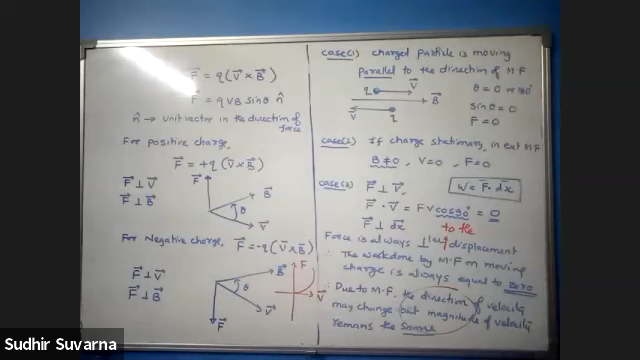 F⃗ = q(V⃗ × B⃗)
F⃗ = qVB sinθ n̂
n̂ → Unit vector in the direction of force
For positive charge,
F⃗ = +q(V⃗ × B⃗)
F⃗ ⊥ V⃗
F⃗ ⊥ B⃗
F⃗
B⃗
θ
V⃗
For Negative charge, F⃗ = -q(V⃗ × B⃗)
F⃗ ⊥ V⃗
F⃗ ⊥ B⃗
B⃗
θ
V⃗
F⃗
F
V⃗
case(1) charged particle is moving
parallel to the direction of M.F
q
V⃗
B⃗
V⃗
q
θ = 0 or 180°
sinθ = 0
F = 0
case(2) If charge stationary, in ext M.F
B ≠ 0, V = 0, F = 0
case(3) F⃗ ⊥ V⃗,
W = F⃗ · dx⃗
F⃗ · V⃗ = FV cos90° = 0
F⃗ ⊥ dx⃗
to the
Force is always ⊥lar displacement
∴ The workdone by M.F on moving
charge is always equal to zero
∴ Due to M.F. the direction of velocity
may change but magnitude of velocity
remains the same
Sudhir Suvarna